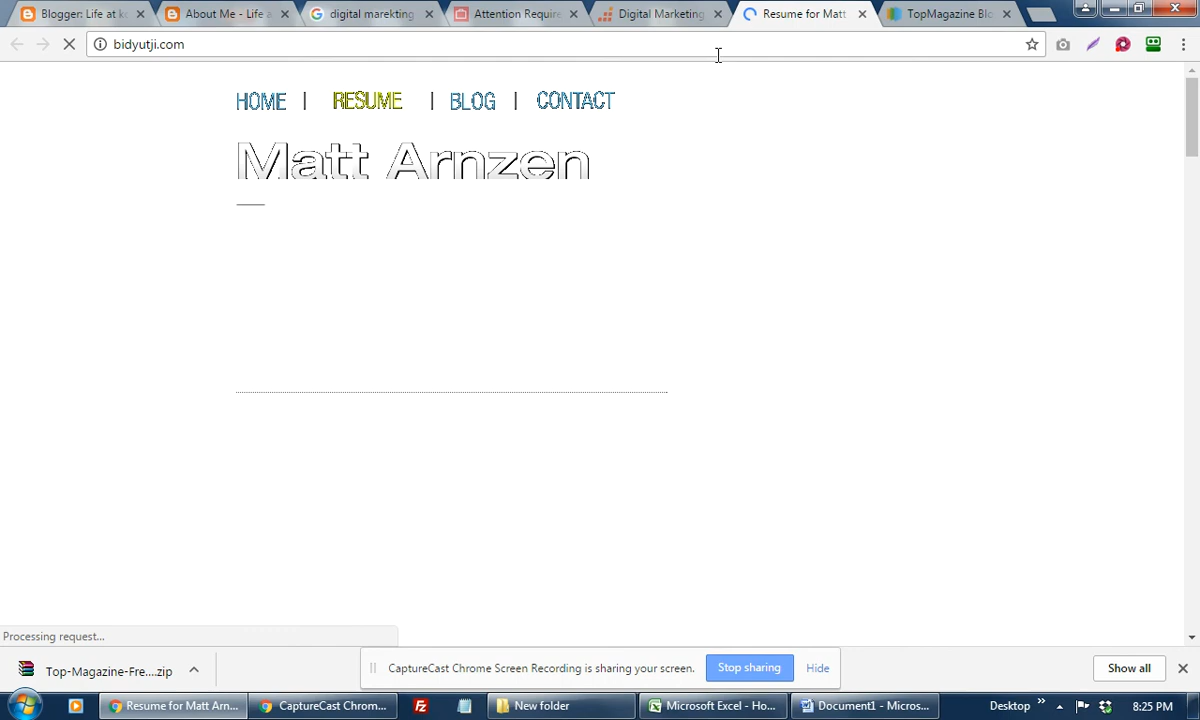 Blogger: Life at ko
About Me - Life a
digital marekting
Attention Require
Digital Marketing
Resume for Matt
TopMagazine Blo
bidyutji.com
HOME | RESUME | BLOG | CONTACT
Matt Arnzen
Processing request...
Top-Magazine-Fre....zip
CaptureCast Chrome Screen Recording is sharing your screen.
Stop sharing
Hide
Show all
Resume for Matt Arn...
CaptureCast Chrom...
New folder
Microsoft Excel - Ho...
Document1 - Micros...
Desktop
8:25 PM